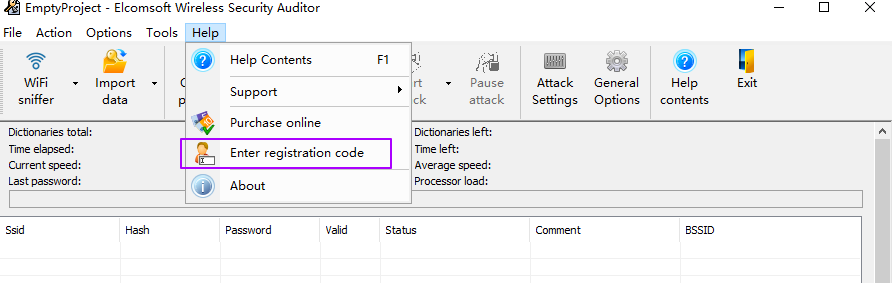 EmptyProject - Elcomsoft Wireless Security Auditor
File Action Options Tools Help
WiFi sniffer
Import data
Pause attack
Attack Settings
General Options
Help contents
Exit
Help Contents F1
Support
Purchase online
Enter registration code
About
Dictionaries total: Dictionaries left:
Time elapsed: Time left:
Current speed: Average speed:
Last password: Processor load:
Ssid Hash Password Valid Status Comment BSSID